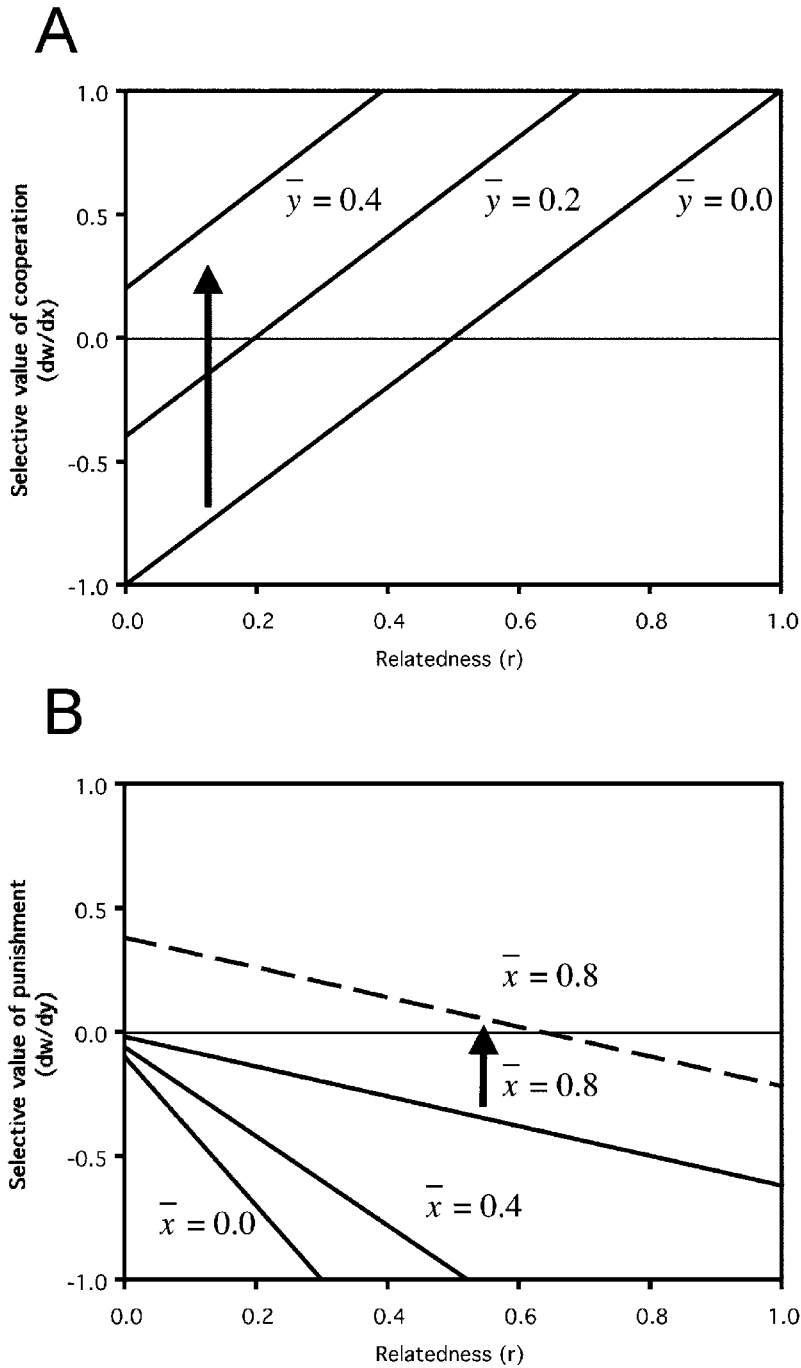 A
Selective value of cooperation
(dw/dx)
1.0
0.5
0.0
-0.5
-1.0
y̅ = 0.4
y̅ = 0.2
y̅ = 0.0
0.0 0.2 0.4 0.6 0.8 1.0
Relatedness (r)
B
Selective value of punishment
(dw/dy)
1.0
0.5
0.0
-0.5
-1.0
x̅ = 0.8
x̅ = 0.8
x̅ = 0.4
x̅ = 0.0
0.0 0.2 0.4 0.6 0.8 1.0
Relatedness (r)